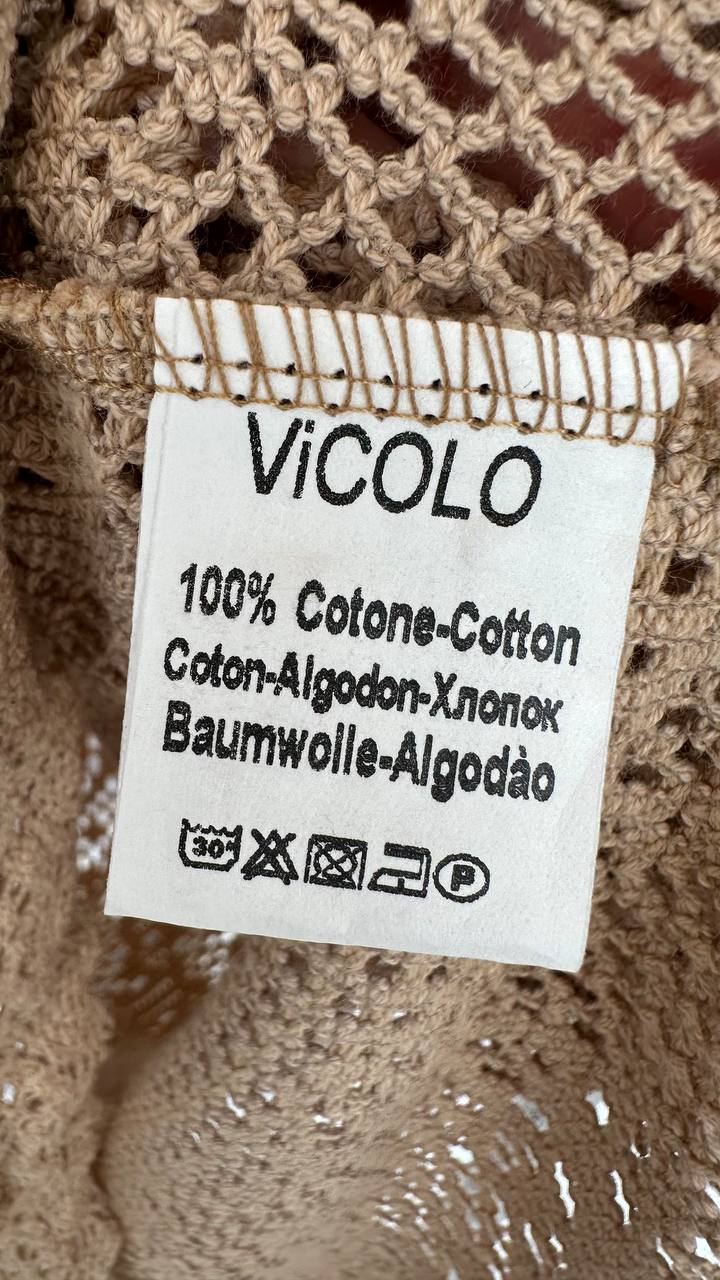 ViCOLO
100% Cotone-Cotton
Coton-Algodon-Хлопок
Baumwolle-Algodào
30° P